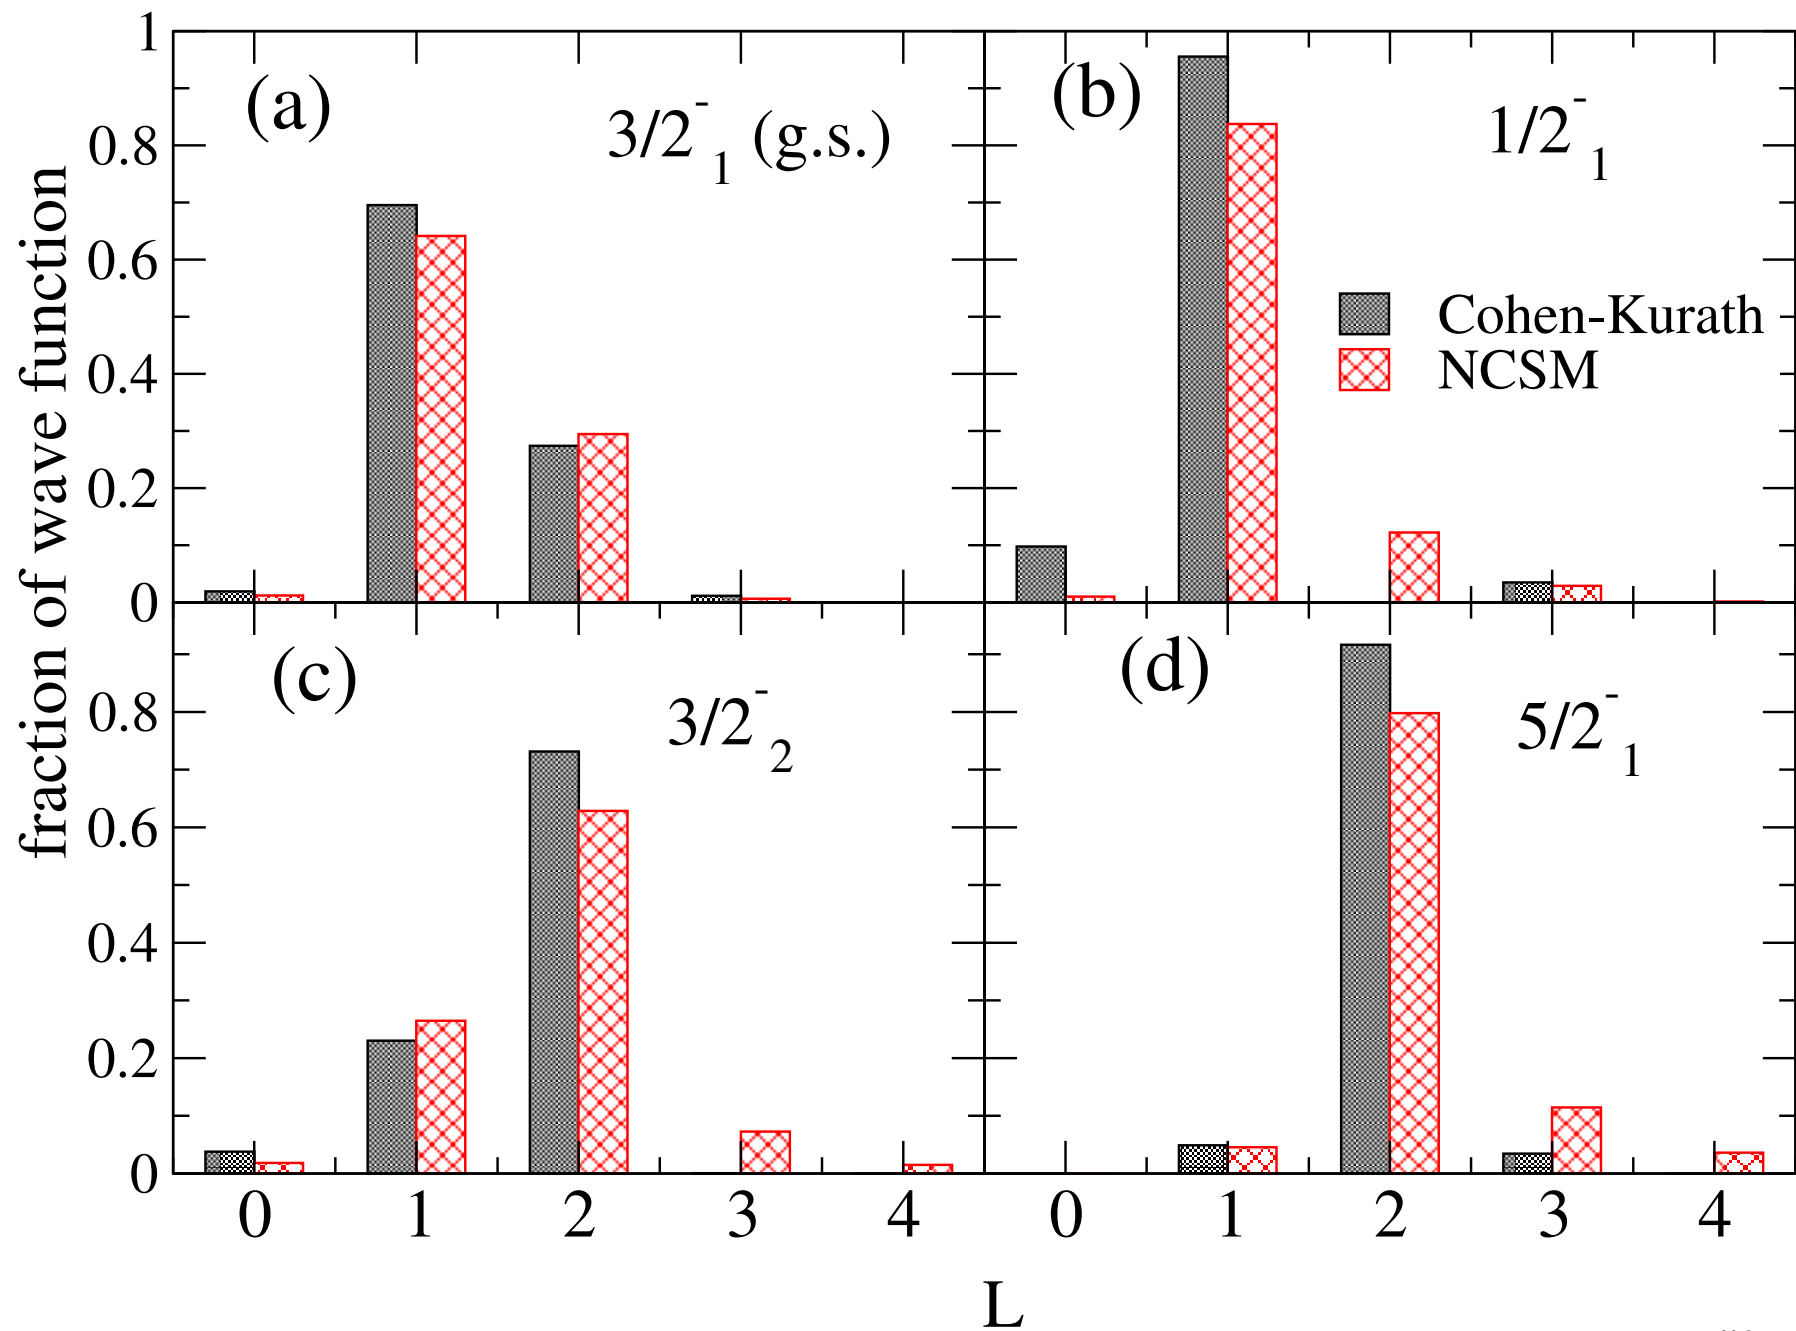 fraction of wave function
1
0.8
0.6
0.4
0.2
0
(a)
3/2⁻₁ (g.s.)
(b)
1/2⁻₁
Cohen-Kurath
NCSM
0.8
0.6
0.4
0.2
0
(c)
3/2⁻₂
(d)
5/2⁻₁
0 1 2 3 4 0 1 2 3 4
L